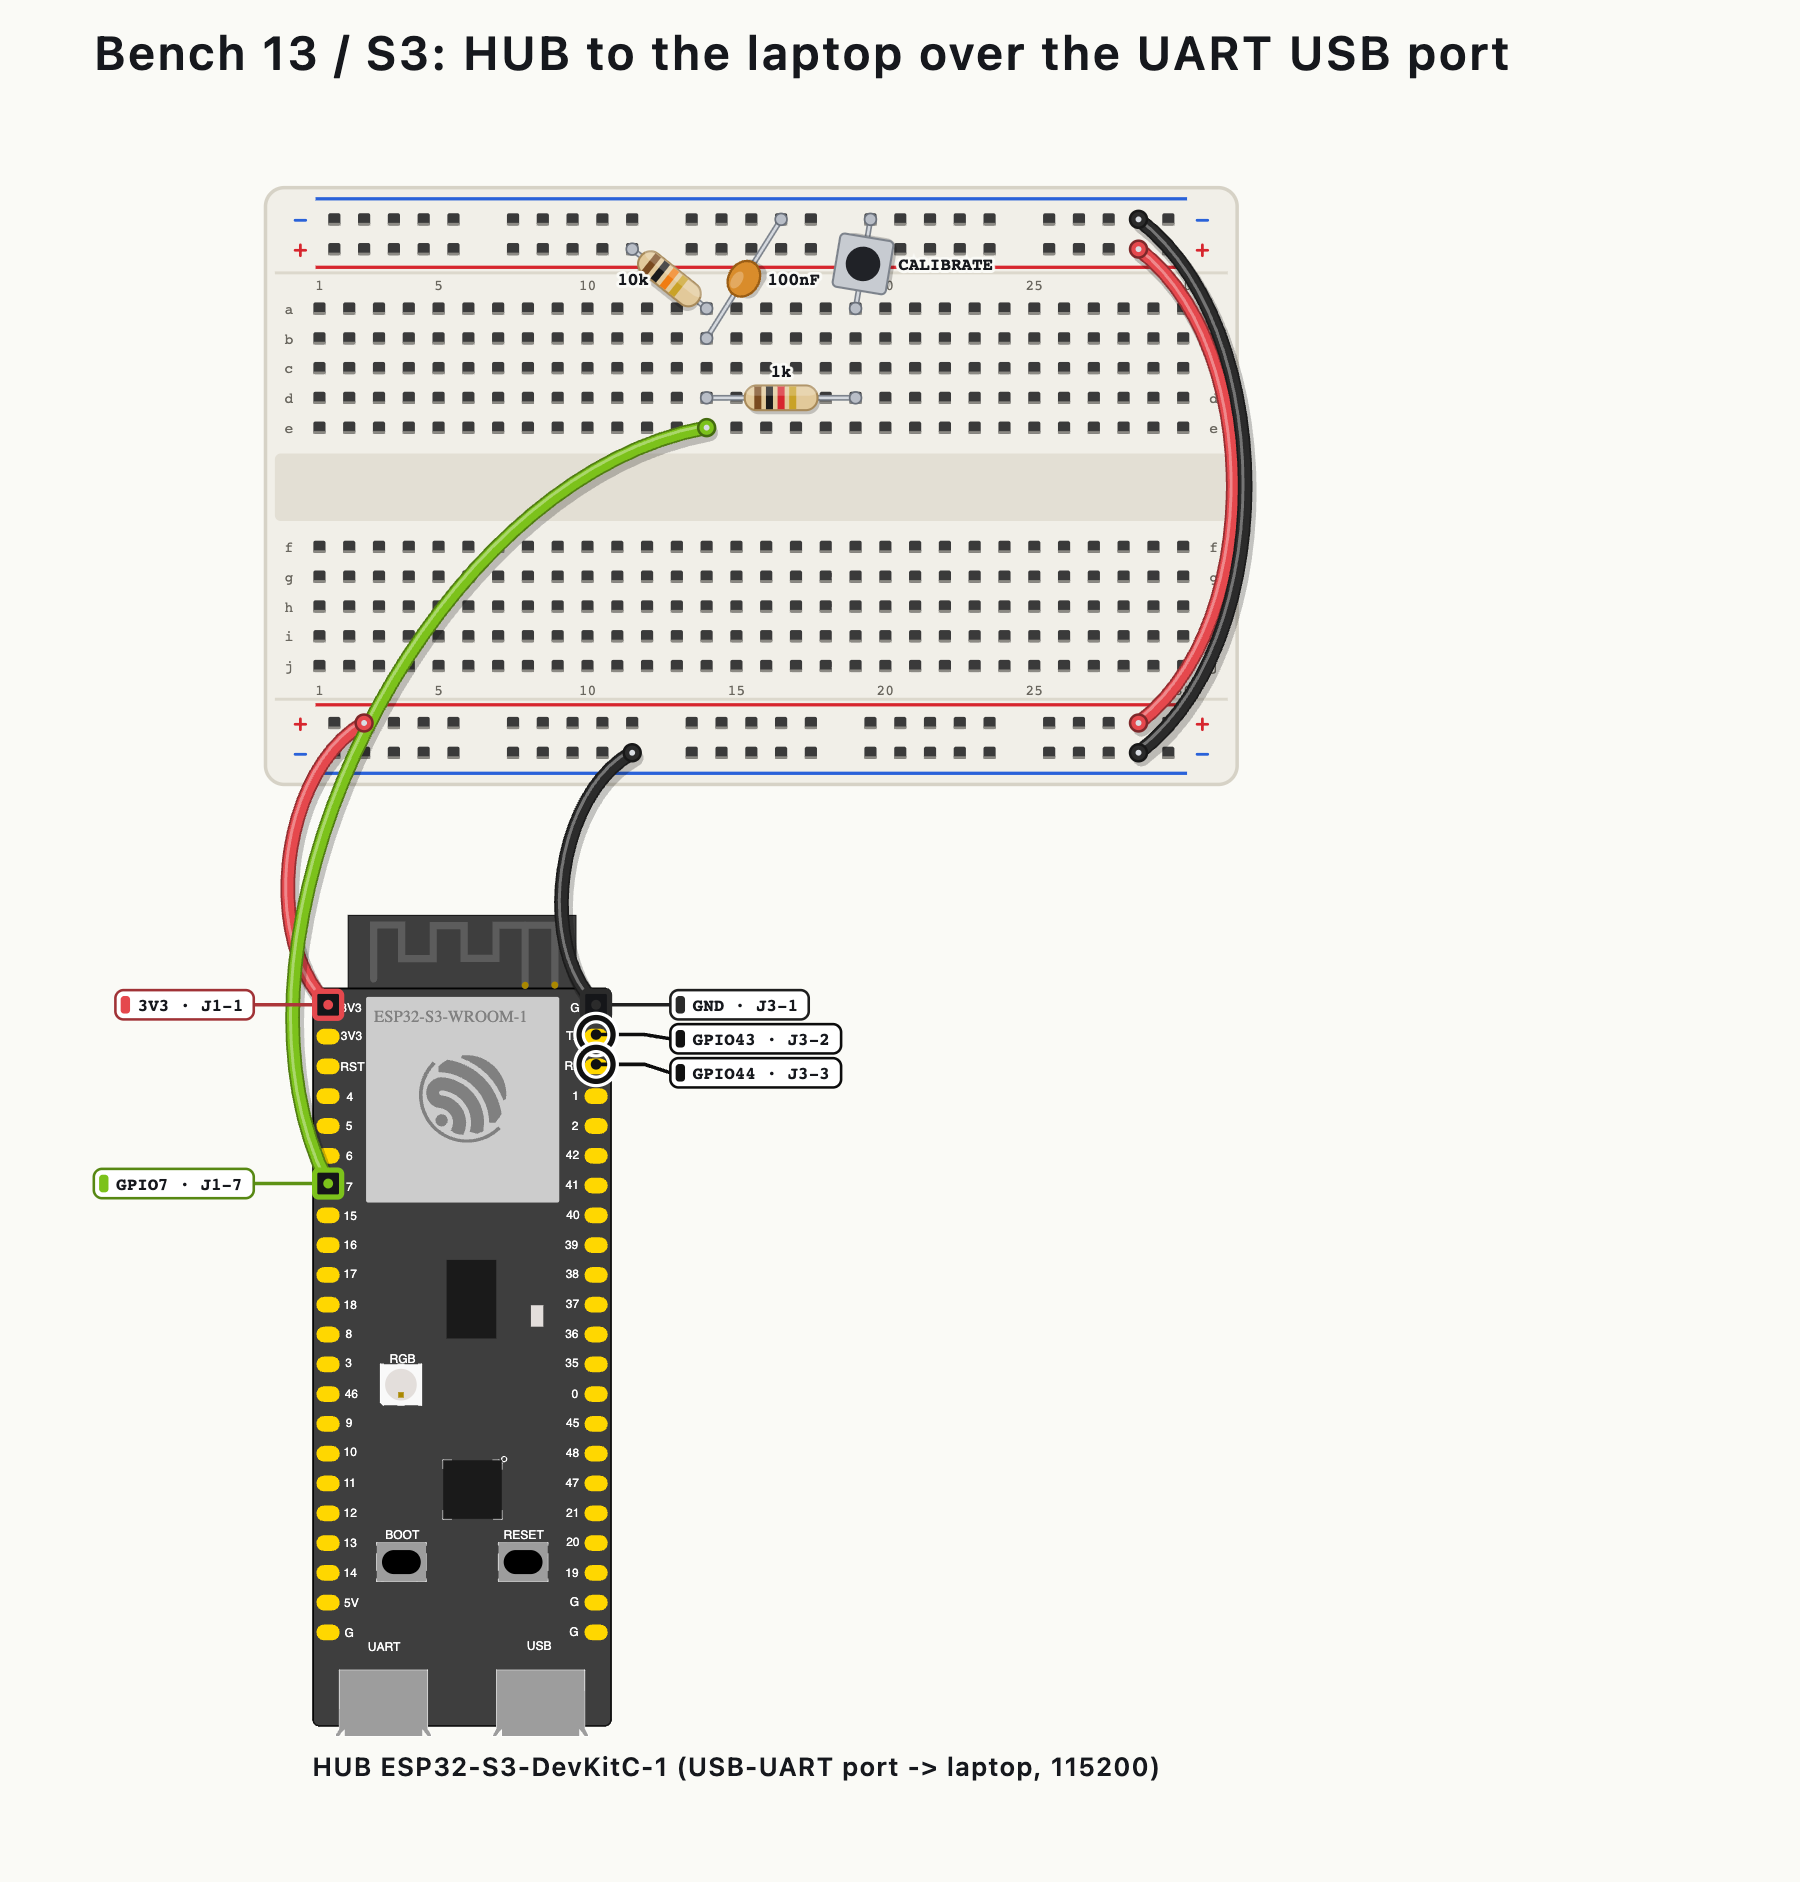 Bench 13 / S3: HUB to the laptop over the UART USB port
− −
+ 10k 100nF CALIBRATE +
1 5 10 25
a
b
c
1k
d d
e e
f f
g g
h
i
j
1 5 10 15 20 25
+ +
− −
3V3 · J1-1 3V3 ESP32-S3-WROOM-1 G GND · J3-1
3V3 T GPIO43 · J3-2
RST R GPIO44 · J3-3
4 1
5 2
6 42
GPIO7 · J1-7 7 41
15 40
16 39
17 38
18 37
8 36
RGB 3 35
46 0
9 45
10 48
11 47
12 21
BOOT RESET
13 20
14 19
5V G
G G
UART USB
HUB ESP32-S3-DevKitC-1 (USB-UART port -> laptop, 115200)